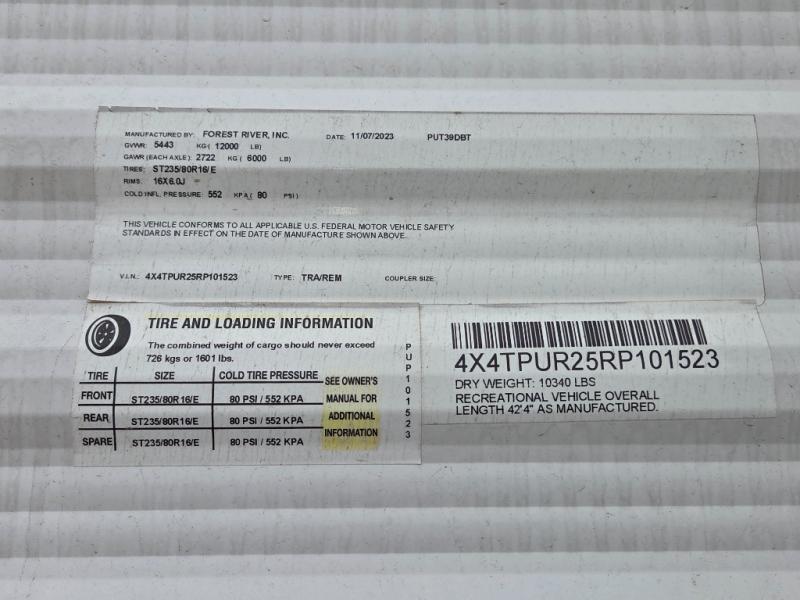 MANUFACTURED BY: FOREST RIVER, INC. DATE: 11/07/2023 PUT39DBT
GVWR: 5443 KG( 12000 LB)
GAWR (EACH AXLE): 2722 KG( 6000 LB)
TIRES: ST235/80R16/E
RIMS: 16X6.0J
COLD INFL. PRESSURE: 552 KPA( 80 PSI)
THIS VEHICLE CONFORMS TO ALL APPLICABLE U.S. FEDERAL MOTOR VEHICLE SAFETY
STANDARDS IN EFFECT ON THE DATE OF MANUFACTURE SHOWN ABOVE.
V.I.N.: 4X4TPUR25RP101523 TYPE: TRA/REM COUPLER SIZE:
TIRE AND LOADING INFORMATION
The combined weight of cargo should never exceed
726 kgs or 1601 lbs.
TIRE SIZE COLD TIRE PRESSURE SEE OWNER'S
FRONT ST235/80R16/E 80 PSI / 552 KPA MANUAL FOR
REAR ST235/80R16/E 80 PSI / 552 KPA ADDITIONAL
SPARE ST235/80R16/E 80 PSI / 552 KPA INFORMATION
PUP101523
4X4TPUR25RP101523
DRY WEIGHT: 10340 LBS
RECREATIONAL VEHICLE OVERALL
LENGTH 42'4" AS MANUFACTURED.